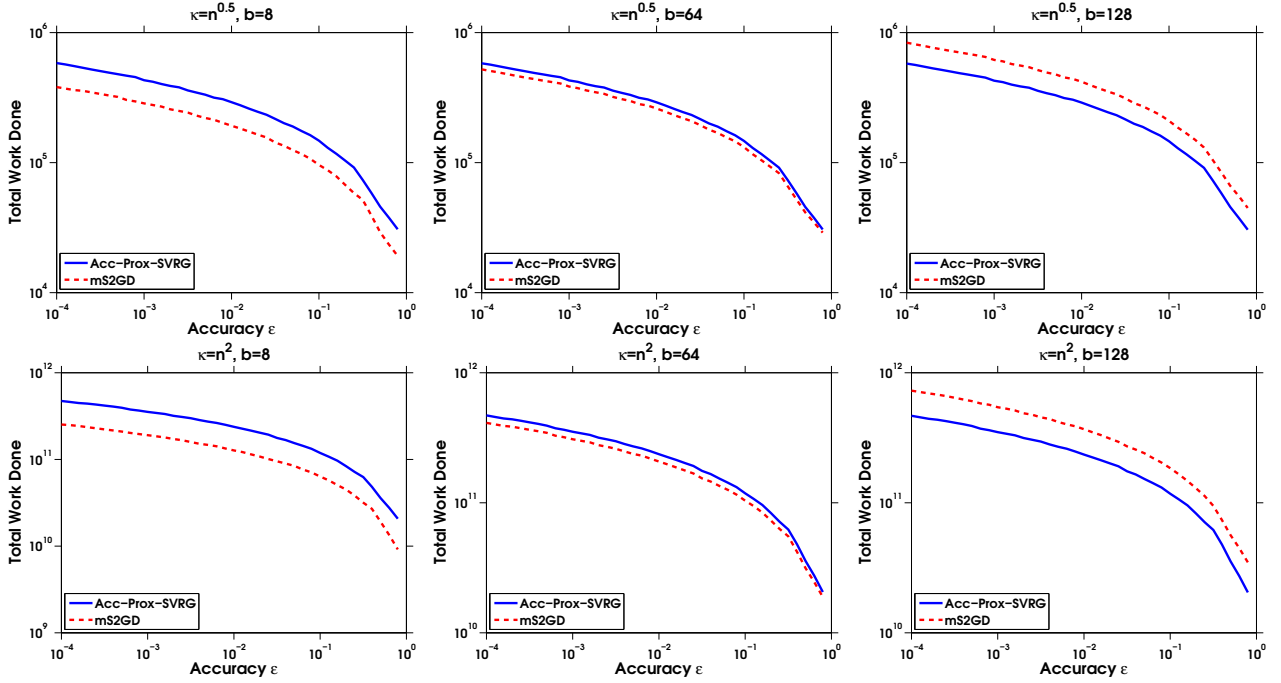 κ=n^0.5, b=8
10^6
10^5
10^4
Total Work Done
Acc−Prox−SVRG
mS2GD
10^−4 10^−3 10^−2 10^−1 10^0
Accuracy ε
κ=n^0.5, b=64
10^6
10^5
10^4
Total Work Done
Acc−Prox−SVRG
mS2GD
10^−4 10^−3 10^−2 10^−1 10^0
Accuracy ε
κ=n^0.5, b=128
10^6
10^5
10^4
Total Work Done
Acc−Prox−SVRG
mS2GD
10^−4 10^−3 10^−2 10^−1 10^0
Accuracy ε
κ=n^2, b=8
10^12
10^11
10^10
10^9
Total Work Done
Acc−Prox−SVRG
mS2GD
10^−4 10^−3 10^−2 10^−1 10^0
Accuracy ε
κ=n^2, b=64
10^12
10^11
10^10
Total Work Done
Acc−Prox−SVRG
mS2GD
10^−4 10^−3 10^−2 10^−1 10^0
Accuracy ε
κ=n^2, b=128
10^12
10^11
10^10
Total Work Done
Acc−Prox−SVRG
mS2GD
10^−4 10^−3 10^−2 10^−1 10^0
Accuracy ε